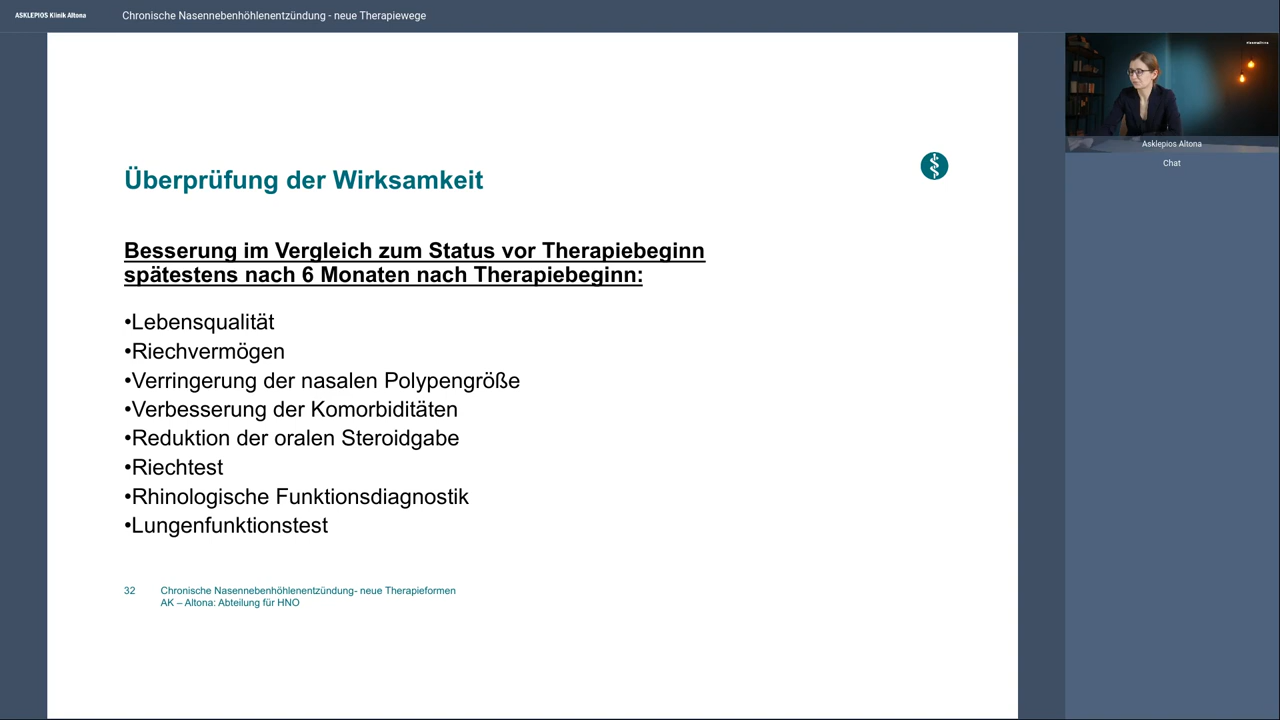 ASKLEPIOS Klinik Altona
Chronische Nasennebenhöhlenentzündung - neue Therapiewege
Überprüfung der Wirksamkeit
Besserung im Vergleich zum Status vor Therapiebeginn
spätestens nach 6 Monaten nach Therapiebeginn:
•Lebensqualität
•Riechvermögen
•Verringerung der nasalen Polypengröße
•Verbesserung der Komorbiditäten
•Reduktion der oralen Steroidgabe
•Riechtest
•Rhinologische Funktionsdiagnostik
•Lungenfunktionstest
32 Chronische Nasennebenhöhlenentzündung- neue Therapieformen
AK – Altona: Abteilung für HNO
Asklepios Altona
Chat